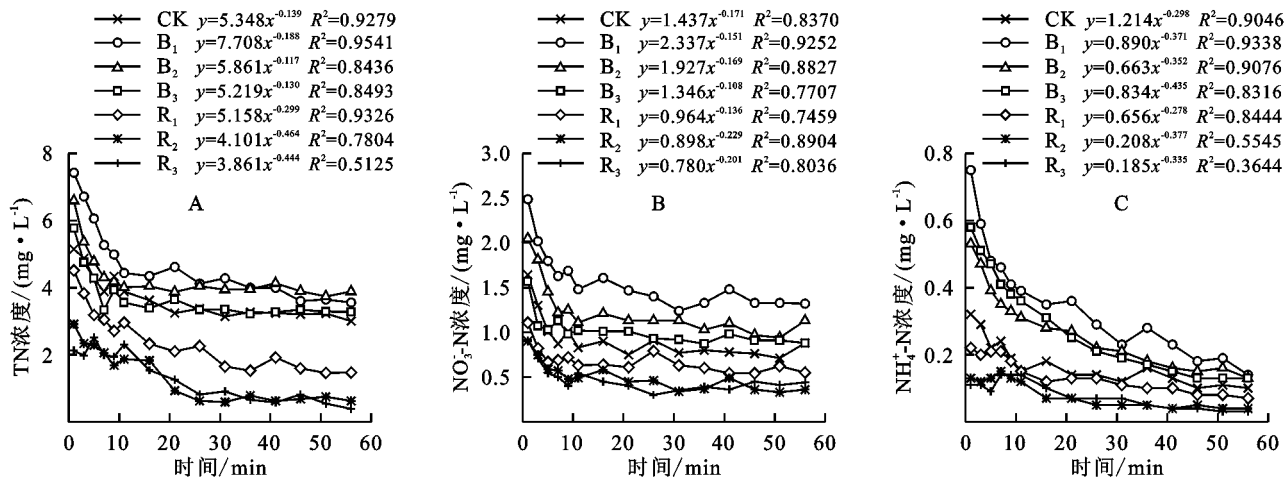 CK y=5.348x^-0.139 R²=0.9279
B₁ y=7.708x^-0.188 R²=0.9541
B₂ y=5.861x^-0.117 R²=0.8436
B₃ y=5.219x^-0.130 R²=0.8493
R₁ y=5.158x^-0.299 R²=0.9326
R₂ y=4.101x^-0.464 R²=0.7804
R₃ y=3.861x^-0.444 R²=0.5125
A
TN浓度/(mg·L⁻¹)
8
6
4
2
0 10 20 30 40 50 60
时间/min
CK y=1.437x^-0.171 R²=0.8370
B₁ y=2.337x^-0.151 R²=0.9252
B₂ y=1.927x^-0.169 R²=0.8827
B₃ y=1.346x^-0.108 R²=0.7707
R₁ y=0.964x^-0.136 R²=0.7459
R₂ y=0.898x^-0.229 R²=0.8904
R₃ y=0.780x^-0.201 R²=0.8036
B
NO₃⁻-N浓度/(mg·L⁻¹)
3.0
2.5
2.0
1.5
1.0
0.5
0 10 20 30 40 50 60
时间/min
CK y=1.214x^-0.298 R²=0.9046
B₁ y=0.890x^-0.371 R²=0.9338
B₂ y=0.663x^-0.352 R²=0.9076
B₃ y=0.834x^-0.435 R²=0.8316
R₁ y=0.656x^-0.278 R²=0.8444
R₂ y=0.208x^-0.377 R²=0.5545
R₃ y=0.185x^-0.335 R²=0.3644
C
NH₄⁺-N浓度/(mg·L⁻¹)
0.8
0.6
0.4
0.2
0 10 20 30 40 50 60
时间/min